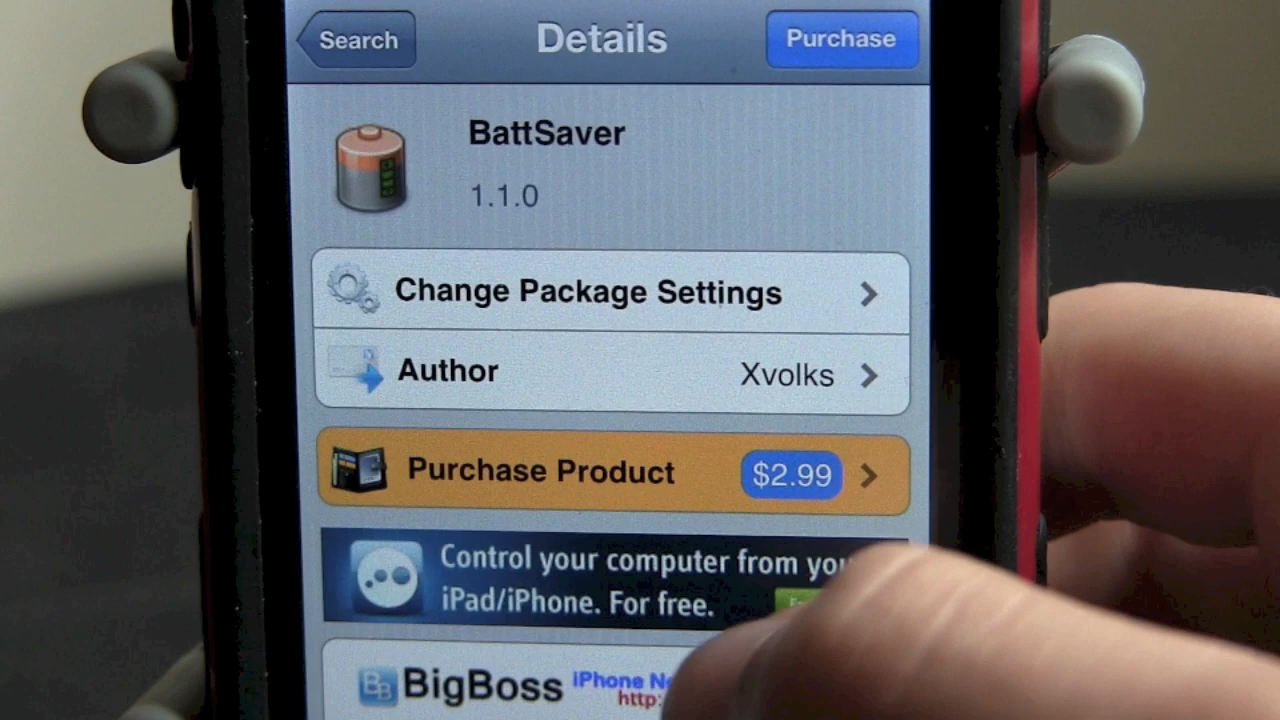 Search
Details
Purchase
BattSaver
1.1.0
Change Package Settings
Author
Xvolks
Purchase Product
$2.99
Control your computer from
iPad/iPhone. For free.
BigBoss
iPhone
http: